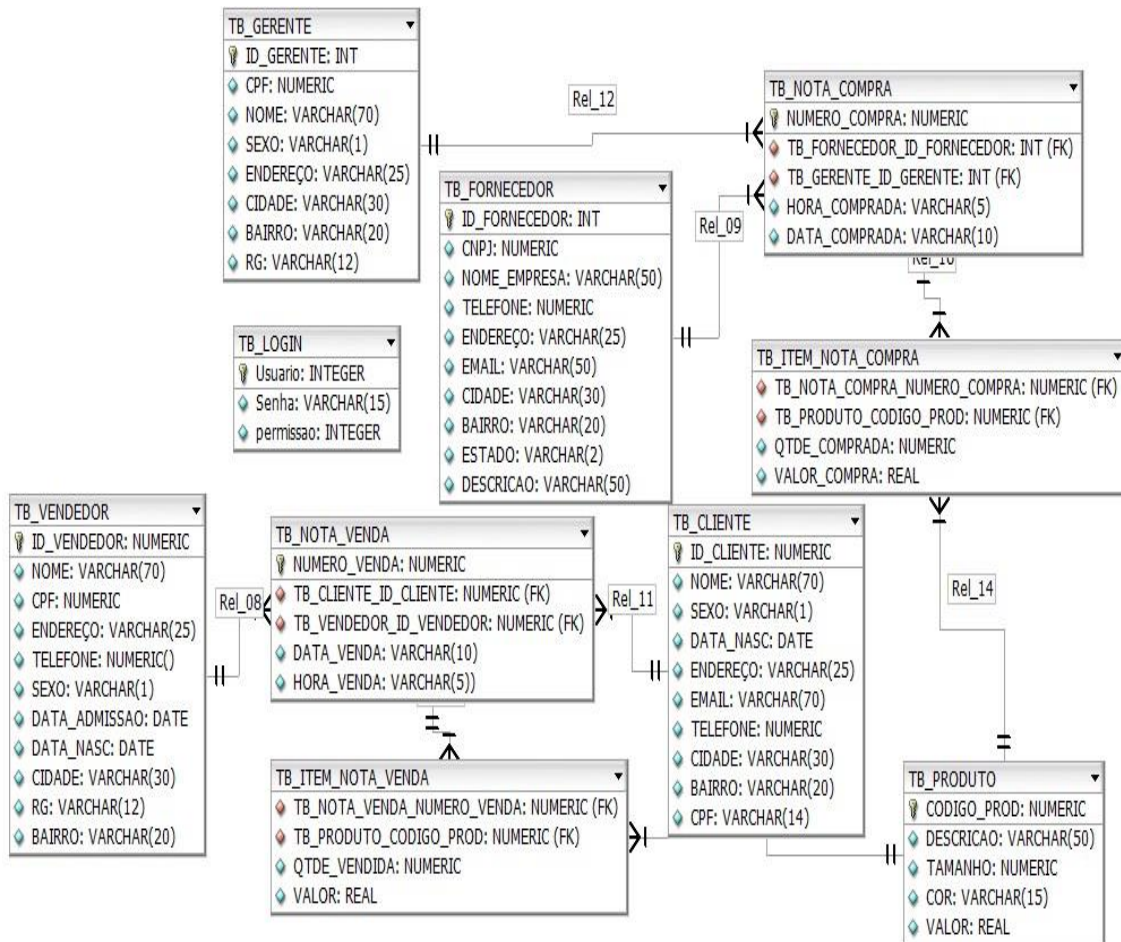 TB_GERENTE
ID_GERENTE: INT
CPF: NUMERIC
NOME: VARCHAR(70)
SEXO: VARCHAR(1)
ENDEREÇO: VARCHAR(25)
CIDADE: VARCHAR(30)
BAIRRO: VARCHAR(20)
RG: VARCHAR(12)
Rel_12
TB_NOTA_COMPRA
NUMERO_COMPRA: NUMERIC
TB_FORNECEDOR_ID_FORNECEDOR: INT (FK)
TB_GERENTE_ID_GERENTE: INT (FK)
HORA_COMPRADA: VARCHAR(5)
DATA_COMPRADA: VARCHAR(10)
TB_FORNECEDOR
ID_FORNECEDOR: INT
CNPJ: NUMERIC
NOME_EMPRESA: VARCHAR(50)
TELEFONE: NUMERIC
ENDEREÇO: VARCHAR(25)
EMAIL: VARCHAR(50)
CIDADE: VARCHAR(30)
BAIRRO: VARCHAR(20)
ESTADO: VARCHAR(2)
DESCRICAO: VARCHAR(50)
Rel_09
TB_LOGIN
Usuario: INTEGER
Senha: VARCHAR(15)
permissao: INTEGER
TB_ITEM_NOTA_COMPRA
TB_NOTA_COMPRA_NUMERO_COMPRA: NUMERIC (FK)
TB_PRODUTO_CODIGO_PROD: NUMERIC (FK)
QTDE_COMPRADA: NUMERIC
VALOR_COMPRA: REAL
TB_VENDEDOR
ID_VENDEDOR: NUMERIC
NOME: VARCHAR(70)
CPF: NUMERIC
ENDEREÇO: VARCHAR(25)
TELEFONE: NUMERIC()
SEXO: VARCHAR(1)
DATA_ADMISSAO: DATE
DATA_NASC: DATE
CIDADE: VARCHAR(30)
RG: VARCHAR(12)
BAIRRO: VARCHAR(20)
Rel_08
TB_NOTA_VENDA
NUMERO_VENDA: NUMERIC
TB_CLIENTE_ID_CLIENTE: NUMERIC (FK)
TB_VENDEDOR_ID_VENDEDOR: NUMERIC (FK)
DATA_VENDA: VARCHAR(10)
HORA_VENDA: VARCHAR(5))
Rel_11
TB_CLIENTE
ID_CLIENTE: NUMERIC
NOME: VARCHAR(70)
SEXO: VARCHAR(1)
DATA_NASC: DATE
ENDEREÇO: VARCHAR(25)
EMAIL: VARCHAR(70)
TELEFONE: NUMERIC
CIDADE: VARCHAR(30)
BAIRRO: VARCHAR(20)
CPF: VARCHAR(14)
Rel_14
TB_ITEM_NOTA_VENDA
TB_NOTA_VENDA_NUMERO_VENDA: NUMERIC (FK)
TB_PRODUTO_CODIGO_PROD: NUMERIC (FK)
QTDE_VENDIDA: NUMERIC
VALOR: REAL
TB_PRODUTO
CODIGO_PROD: NUMERIC
DESCRICAO: VARCHAR(50)
TAMANHO: NUMERIC
COR: VARCHAR(15)
VALOR: REAL